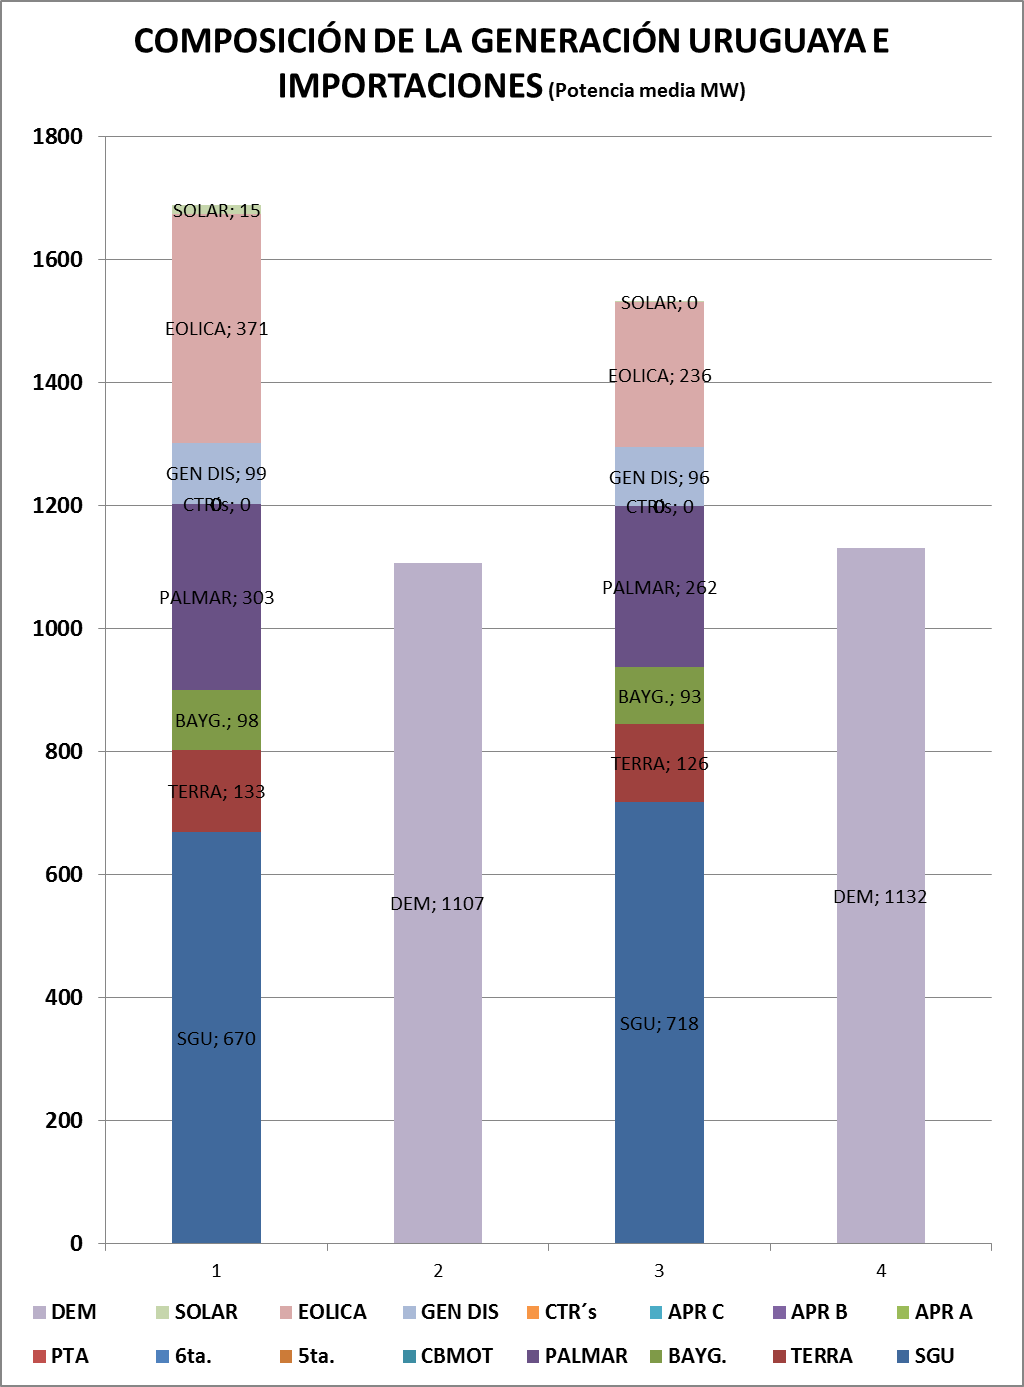 COMPOSICIÓN DE LA GENERACIÓN URUGUAYA E
IMPORTACIONES (Potencia media MW)
1800
1600
1400
1200
1000
800
600
400
200
0
SOLAR; 15
EOLICA; 371
GEN DIS; 99
CTR´s; 0
0
PALMAR; 303
BAYG.; 98
TERRA; 133
SGU; 670
DEM; 1107
SOLAR; 0
EOLICA; 236
GEN DIS; 96
CTR´s; 0
0
PALMAR; 262
BAYG.; 93
TERRA; 126
SGU; 718
DEM; 1132
1 2 3 4
DEM SOLAR EOLICA GEN DIS CTR´s APR C APR B APR A
PTA 6ta. 5ta. CBMOT PALMAR BAYG. TERRA SGU